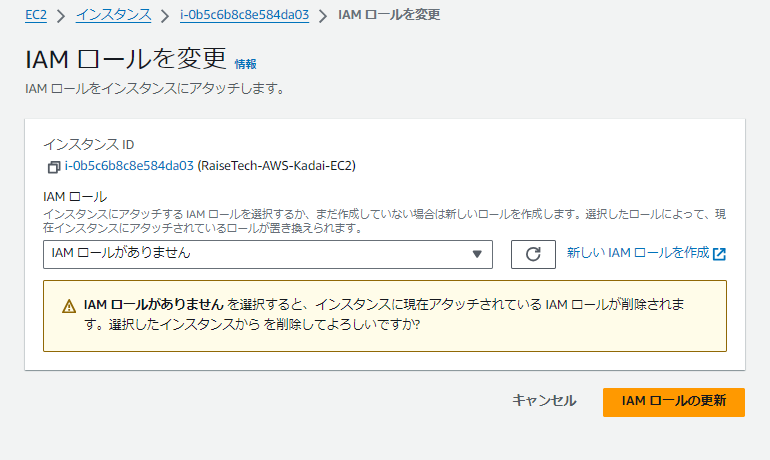 EC2 > インスタンス > i-0b5c6b8c8e584da03 > IAM ロールを変更
IAM ロールを変更 情報
IAM ロールをインスタンスにアタッチします。
インスタンス ID
i-0b5c6b8c8e584da03 (RaiseTech-AWS-Kadai-EC2)
IAM ロール
インスタンスにアタッチする IAM ロールを選択するか、まだ作成していない場合は新しいロールを作成します。選択したロールによって、現
在インスタンスにアタッチされているロールが置き換えられます。
IAM ロールがありません 新しい IAM ロールを作成
IAM ロールがありません を選択すると、インスタンスに現在アタッチされている IAM ロールが削除されま
す。選択したインスタンスから を削除してよろしいですか?
キャンセル IAM ロールの更新